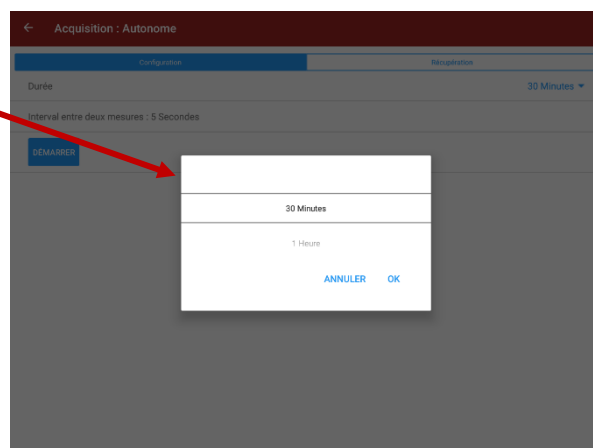 Acquisition : Autonome
Configuration
Récupération
Durée
30 Minutes
Interval entre deux mesures : 5 Secondes
DÉMARRER
30 Minutes
1 Heure
ANNULER OK